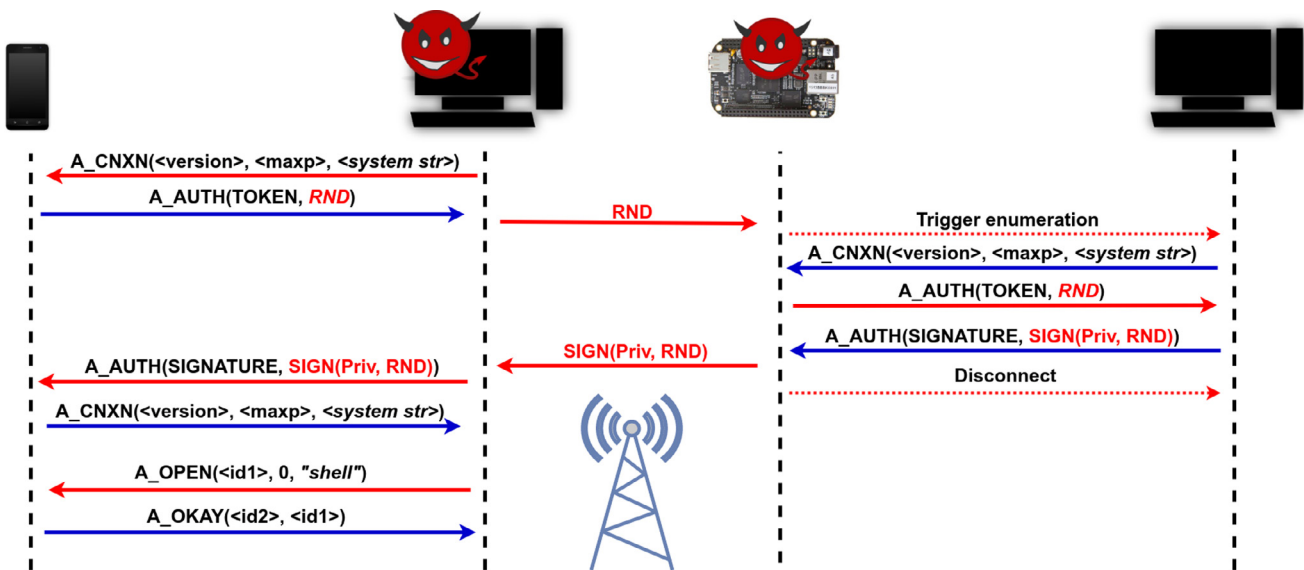 A_CNXN(<version>, <maxp>, <system str>)
A_AUTH(TOKEN, RND)
RND
Trigger enumeration
A_CNXN(<version>, <maxp>, <system str>)
A_AUTH(TOKEN, RND)
A_AUTH(SIGNATURE, SIGN(Priv, RND))
SIGN(Priv, RND)
A_AUTH(SIGNATURE, SIGN(Priv, RND))
Disconnect
A_CNXN(<version>, <maxp>, <system str>)
A_OPEN(<id1>, 0, "shell")
A_OKAY(<id2>, <id1>)